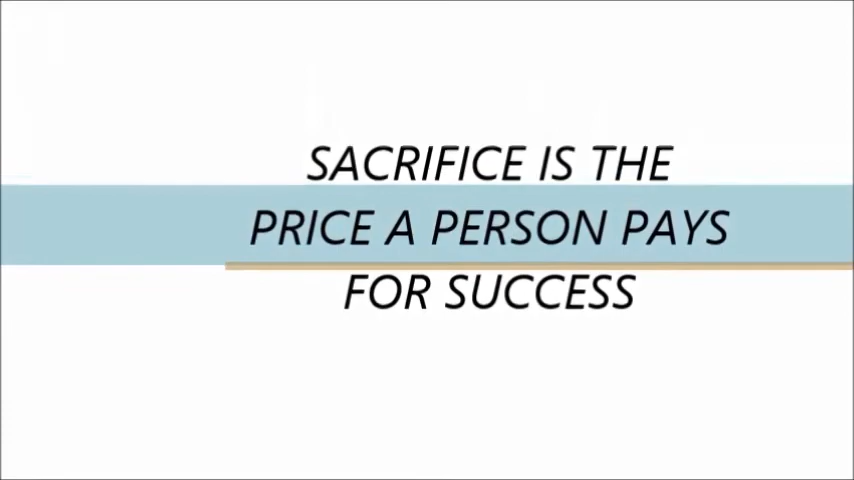 SACRIFICE IS THE
PRICE A PERSON PAYS
FOR SUCCESS